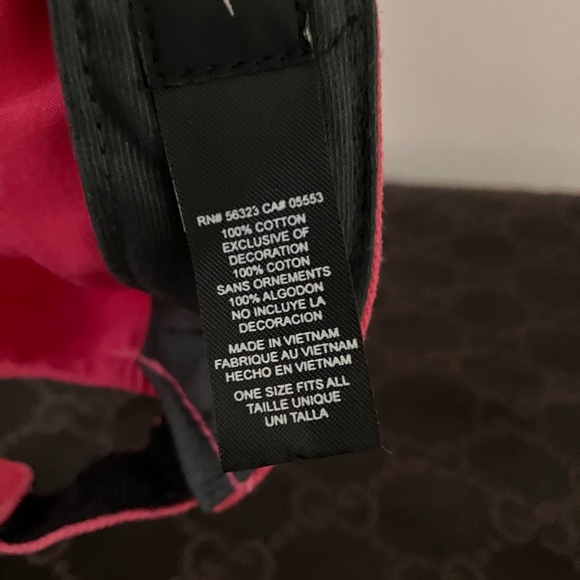 RN# 56323 CA# 05553
100% COTTON
EXCLUSIVE OF
DECORATION
100% COTON
SANS ORNEMENTS
100% ALGODON
NO INCLUYE LA
DECORACION
MADE IN VIETNAM
FABRIQUE AU VIETNAM
HECHO EN VIETNAM
ONE SIZE FITS ALL
TAILLE UNIQUE
UNI TALLA